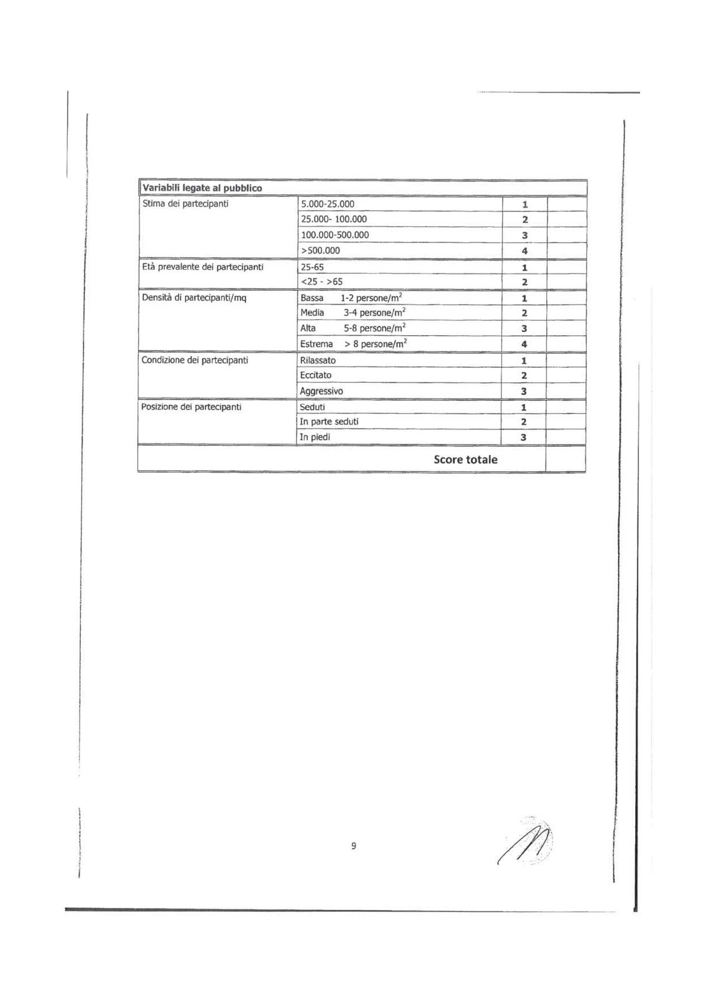 Variabili legate al pubblico
Stima dei partecipanti 5.000-25.000 1
25.000- 100.000 2
100.000-500.000 3
>500.000 4
Età prevalente dei partecipanti 25-65 1
<25 - >65 2
Densità di partecipanti/mq Bassa 1-2 persone/m²  1
Media 3-4 persone/m² 2
Alta 5-8 persone/m² 3
Estrema > 8 persone/m² 4
Condizione dei partecipanti Rilassato 1
Eccitato 2
Aggressivo 3
Posizione dei partecipanti Seduti 1
In parte seduti 2
In piedi 3
Score totale
9